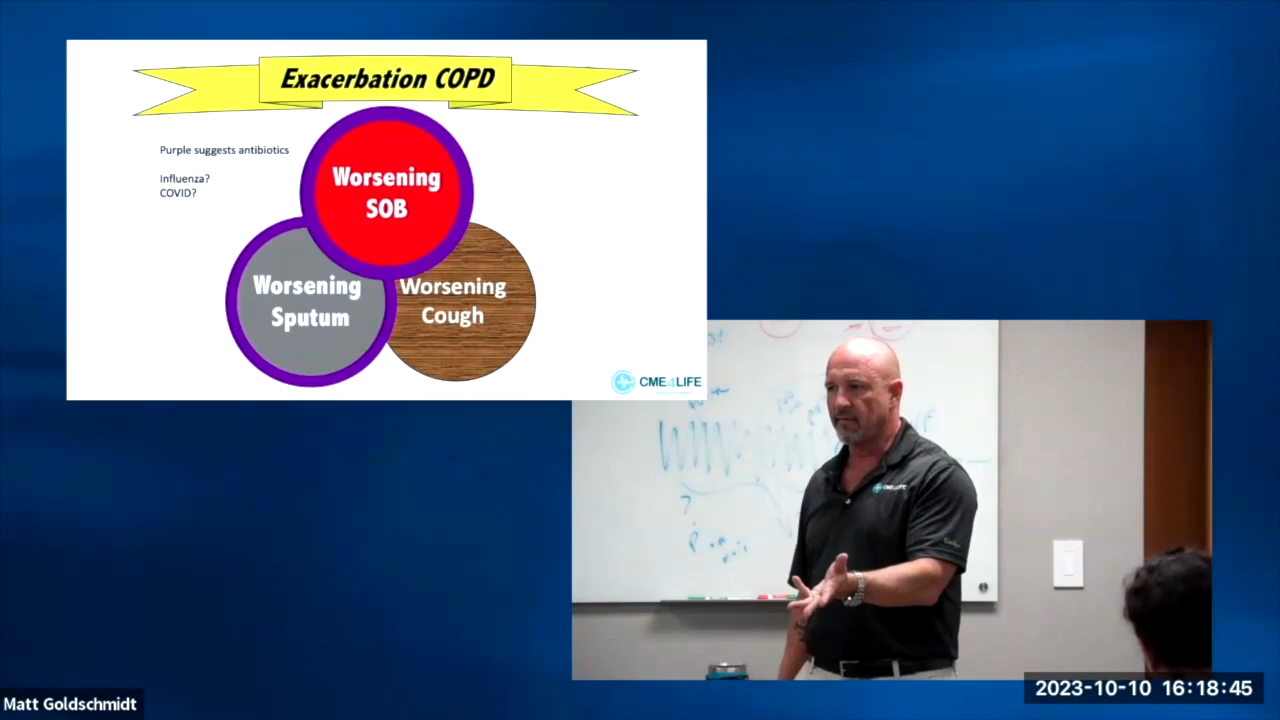 Exacerbation COPD
Purple suggests antibiotics
Influenza?
COVID?
Worsening
SOB
Worsening
Sputum
Worsening
Cough
CME4LIFE
CME4LIFE
Matt Goldschmidt
2023-10-10 16:18:45